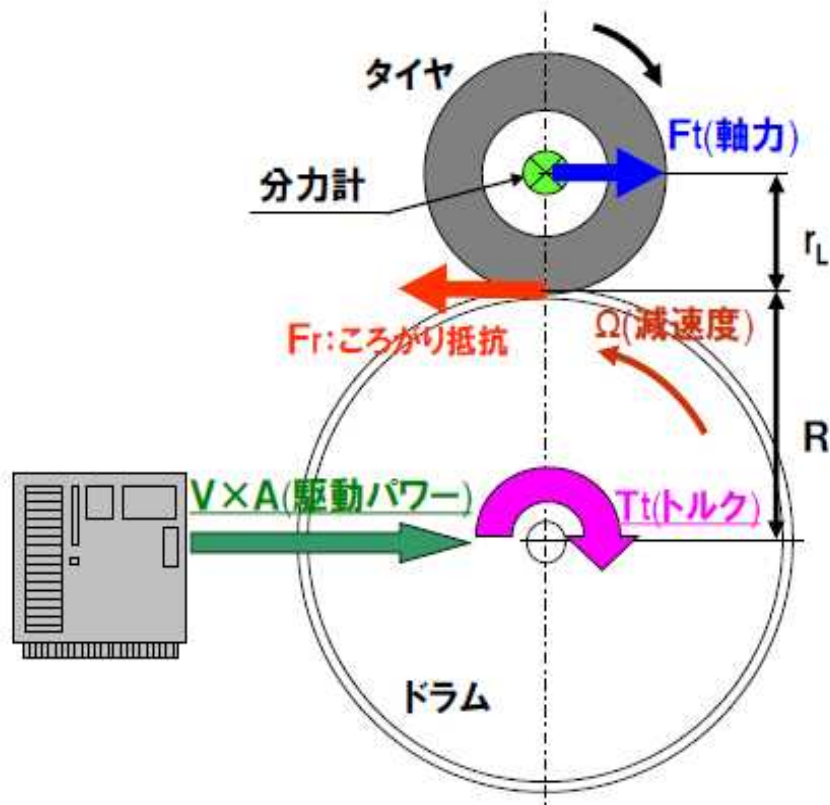 タイヤ
Ft(軸力)
分力計
rL
Fr:ころがり抵抗
Ω(減速度)
R
V×A(駆動パワー)
Tt(トルク)
ドラム